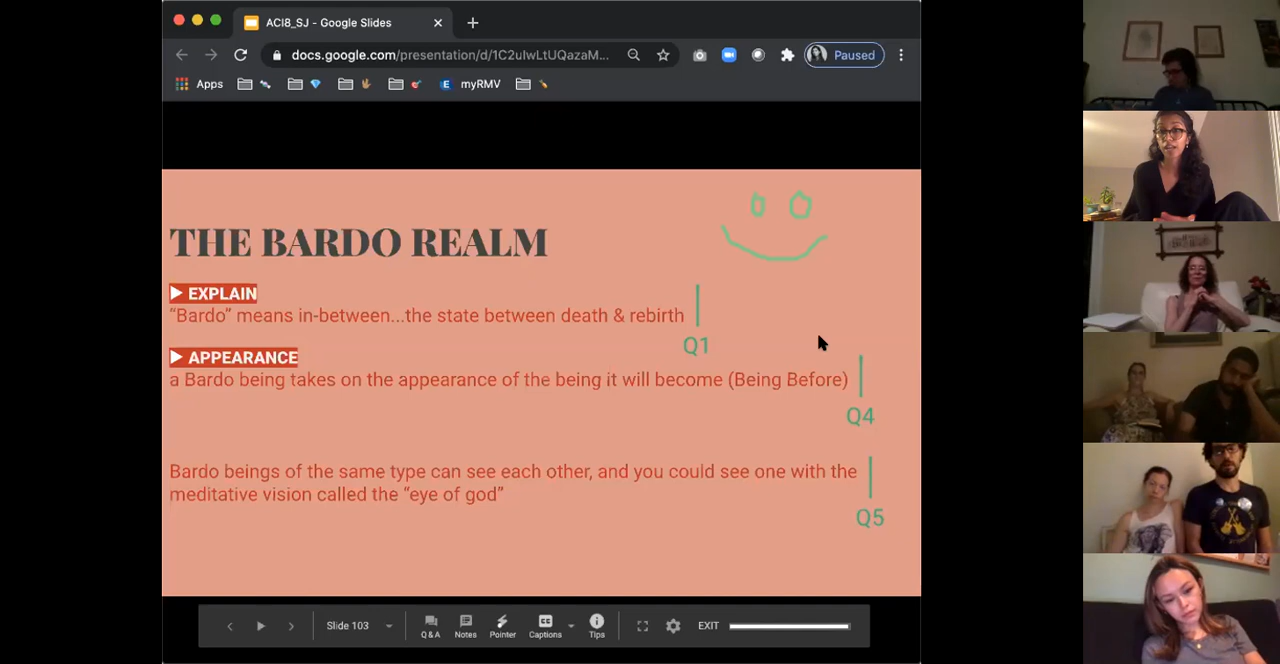 ACI8_SJ - Google Slides
docs.google.com/presentation/d/1C2uIwLtUQazaM...
Paused
Apps
myRMV
THE BARDO REALM
▶ EXPLAIN
“Bardo” means in-between...the state between death & rebirth
Q1
▶ APPEARANCE
a Bardo being takes on the appearance of the being it will become (Being Before)
Q4
Bardo beings of the same type can see each other, and you could see one with the
meditative vision called the “eye of god”
Q5
Slide 103
Q & A
Notes
Pointer
Captions
Tips
EXIT